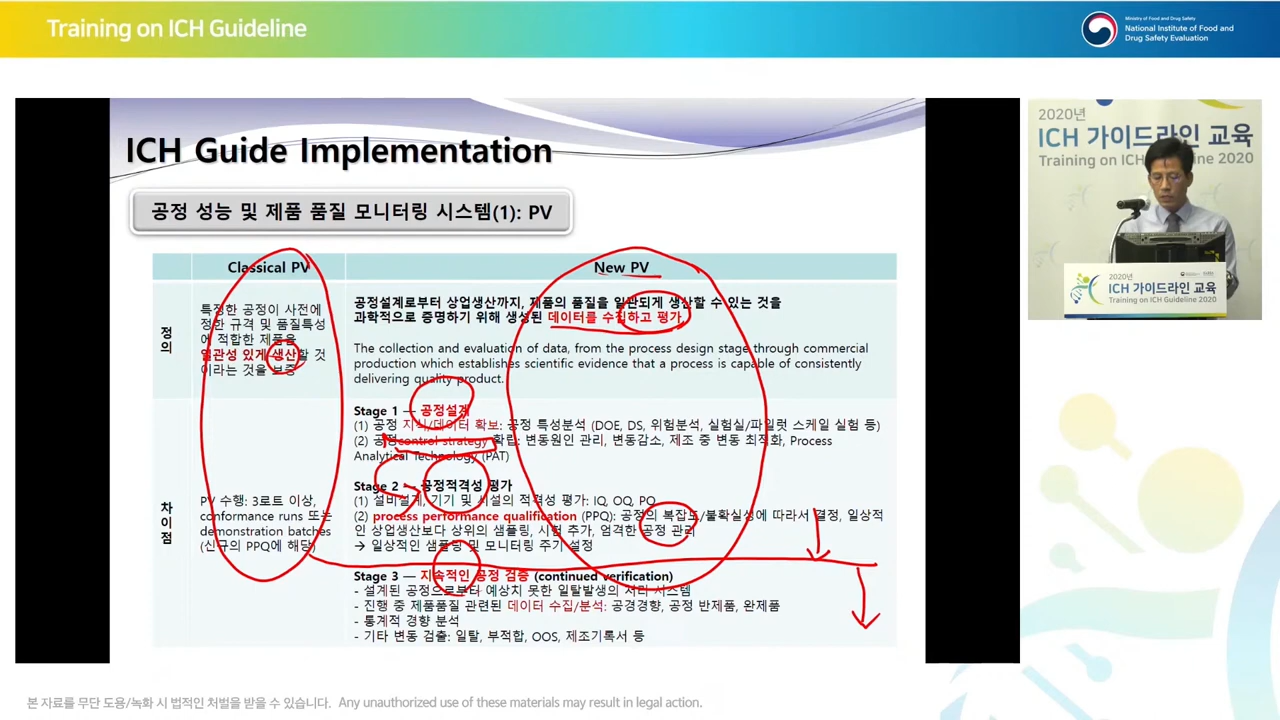 Training on ICH Guideline
Ministry of Food and Drug Safety
National Institute of Food and
Drug Safety Evaluation
ICH Guide Implementation
공정 성능 및 제품 품질 모니터링 시스템(1): PV
Classical PV
New PV
정의
특정한 공정이 사전에
정한 규격 및 품질특성
에 적합한 제품을
일관성 있게 생산할 것
이라는 것을 보증
공정설계로부터 상업생산까지, 제품의 품질을 일관되게 생산할 수 있는 것을
과학적으로 증명하기 위해 생성된 데이터를 수집하고 평가
The collection and evaluation of data, from the process design stage through commercial
production which establishes scientific evidence that a process is capable of consistently
delivering quality product.
차이점
PV 수행: 3로트 이상,
conformance runs 또는
demonstration batches
(신규의 PPQ에 해당)
Stage 1 — 공정설계
(1) 공정 지식/데이터 확보: 공정 특성분석 (DOE, DS, 위험분석, 실험실/파일럿 스케일 실험 등)
(2) 공정control strategy 확립: 변동원인 관리, 변동감소, 제조 중 변동 최적화, Process
Analytical Technology (PAT)
Stage 2 — 공정적격성 평가
(1) 설비설계, 기기 및 시설의 적격성 평가: IQ, OQ, PQ
(2) process performance qualification (PPQ): 공정의 복잡도/불확실성에 따라서 결정, 일상적
인 상업생산보다 상위의 샘플링, 시험 추가, 엄격한 공정 관리
→ 일상적인 샘플링 및 모니터링 주기 설정
Stage 3 — 지속적인 공정 검증 (continued verification)
- 설계된 공정으로부터 예상치 못한 일탈발생의 처리 시스템
- 진행 중 제품품질 관련된 데이터 수집/분석: 공경경향, 공정 반제품, 완제품
- 통계적 경향 분석
- 기타 변동 검출: 일탈, 부적합, OOS, 제조기록서 등
2020년
ICH 가이드라인 교육
Training on ICH Guideline 2020
2020년
ICH 가이드라인 교육
Training on ICH Guideline 2020
본 자료를 무단 도용/녹화 시 법적인 처벌을 받을 수 있습니다. Any unauthorized use of these materials may result in legal action.